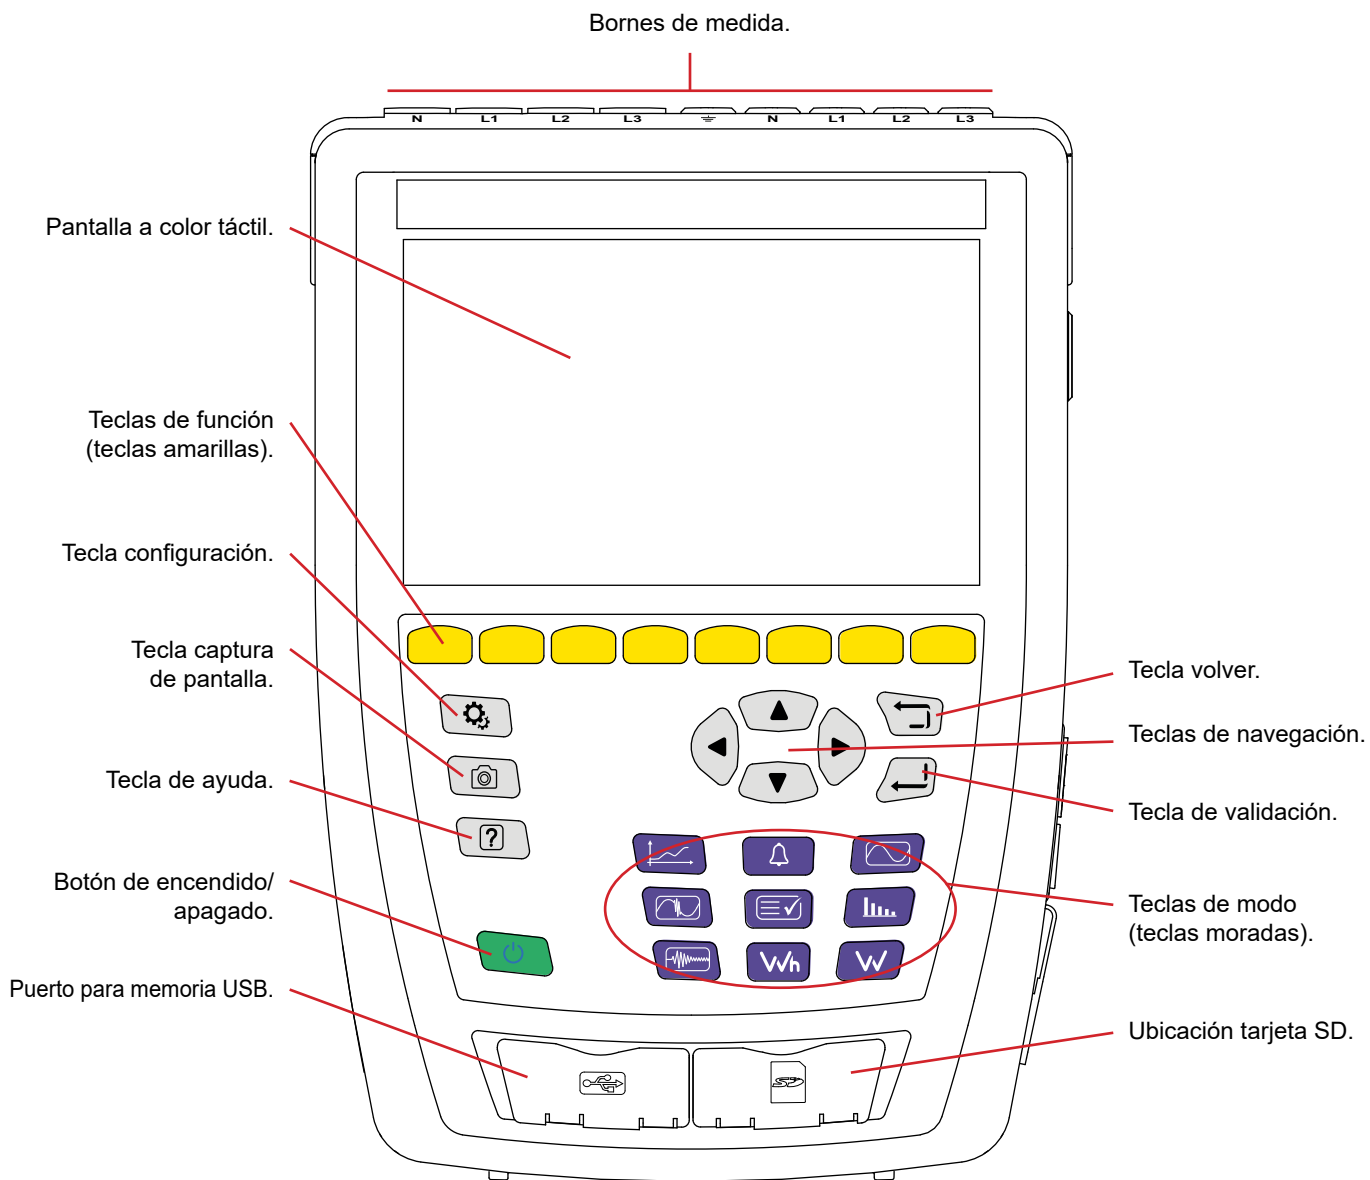 Bornes de medida.
N L1 L2 L3 N L1 L2 L3
Pantalla a color táctil.
Teclas de función
(teclas amarillas).
Tecla configuración.
Tecla captura
de pantalla.
Tecla de ayuda.
?
Botón de encendido/
apagado.
Puerto para memoria USB.
Tecla volver.
Teclas de navegación.
Tecla de validación.
Teclas de modo
(teclas moradas).
Wh W
Ubicación tarjeta SD.
SD